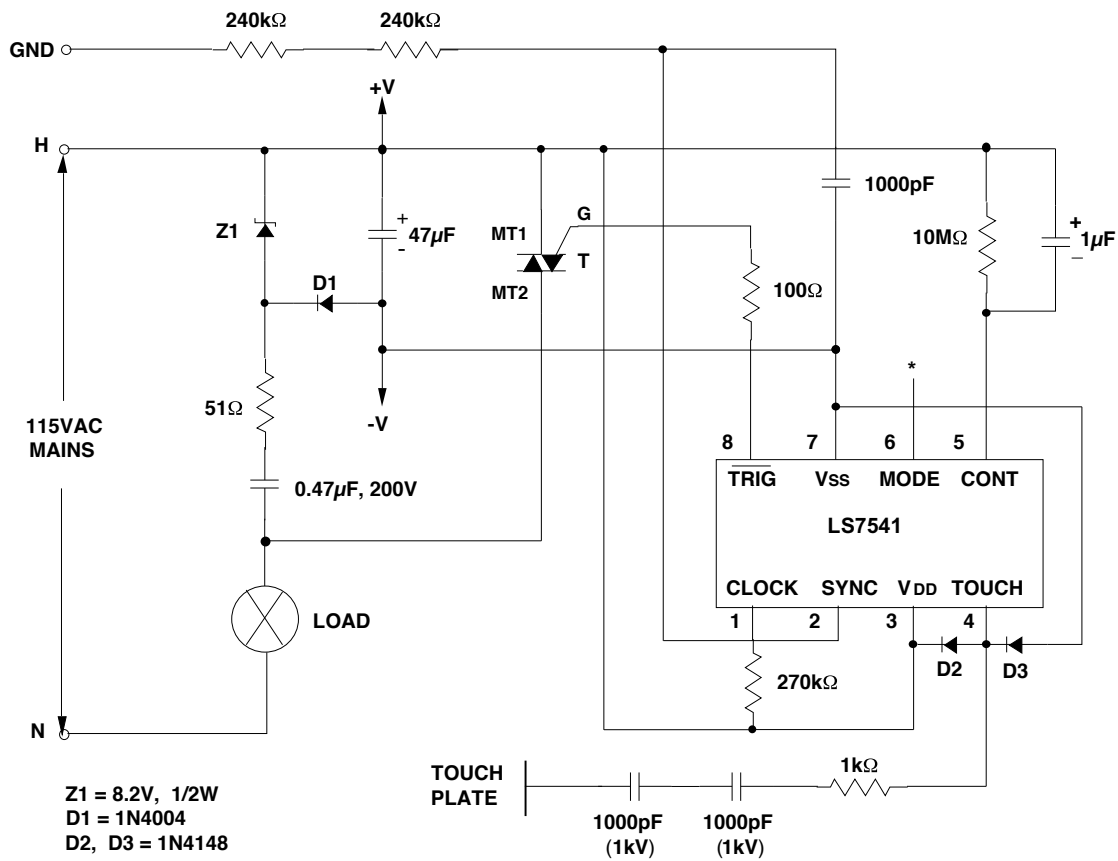 240kΩ
240kΩ
GND
+V
H
1000pF
G
Z1
+
47µF
-
MT1
T
MT2
10MΩ
+
1µF
–
D1
100Ω
*
51Ω
-V
115VAC
MAINS
8
7
6
5
TRIG
VSS
MODE
CONT
0.47µF, 200V
LS7541
CLOCK
SYNC
VDD
TOUCH
LOAD
1
2
3
4
D2
D3
270kΩ
N
TOUCH
PLATE
1kΩ
1000pF
(1kV)
1000pF
(1kV)
Z1 = 8.2V, 1/2W
D1 = 1N4004
D2, D3 = 1N4148